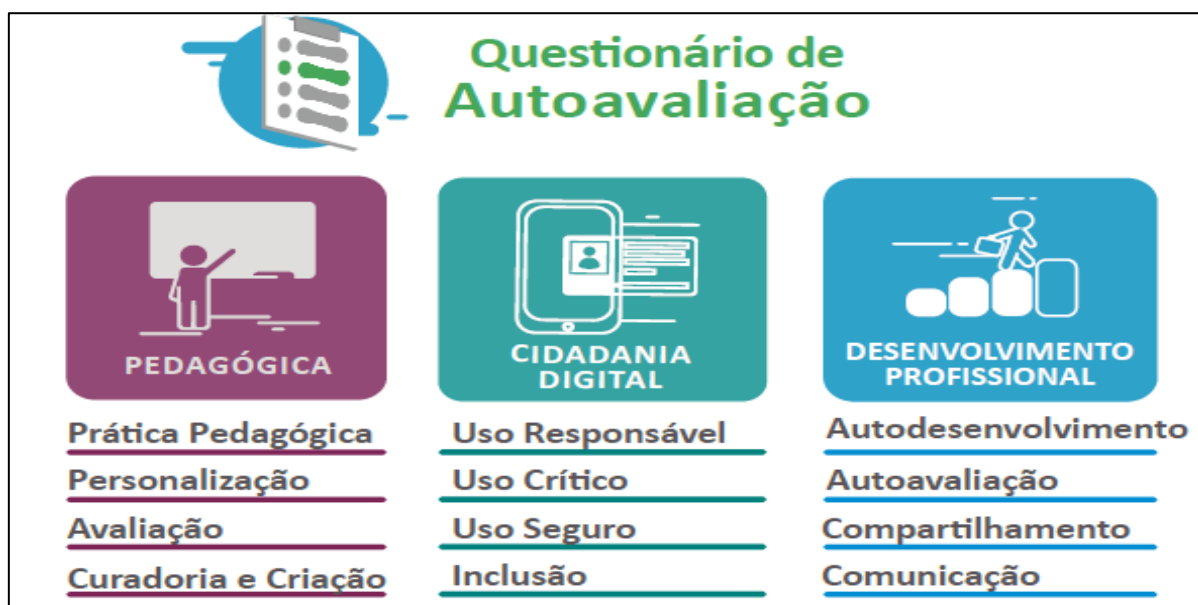 Questionário de
Autoavaliação
PEDAGÓGICA
Prática Pedagógica
Personalização
Avaliação
Curadoria e Criação
CIDADANIA
DIGITAL
Uso Responsável
Uso Crítico
Uso Seguro
Inclusão
DESENVOLVIMENTO
PROFISSIONAL
Autodesenvolvimento
Autoavaliação
Compartilhamento
Comunicação